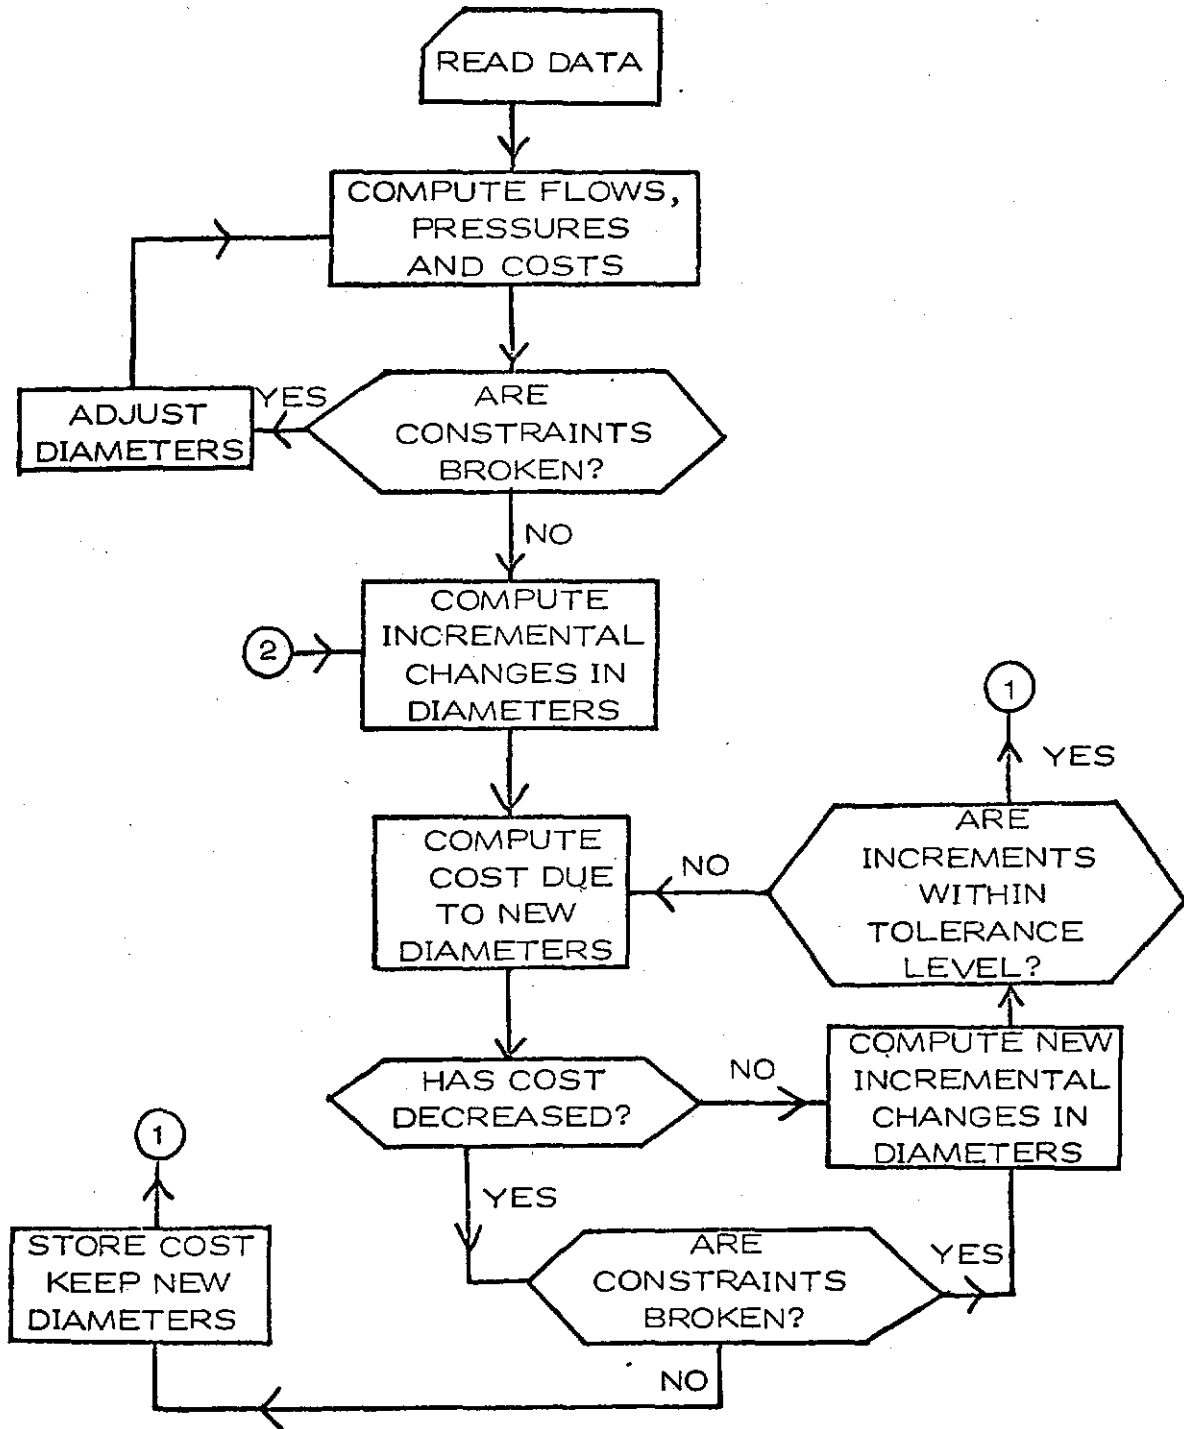 READ DATA
COMPUTE FLOWS,
PRESSURES
AND COSTS
YES
ADJUST
DIAMETERS
ARE
CONSTRAINTS
BROKEN?
NO
2
COMPUTE
INCREMENTAL
CHANGES IN
DIAMETERS
1
YES
ARE
INCREMENTS
WITHIN
TOLERANCE
LEVEL?
NO
COMPUTE
COST DUE
TO NEW
DIAMETERS
HAS COST
DECREASED?
NO
COMPUTE NEW
INCREMENTAL
CHANGES IN
DIAMETERS
YES
ARE
CONSTRAINTS
BROKEN?
YES
NO
1
STORE COST
KEEP NEW
DIAMETERS